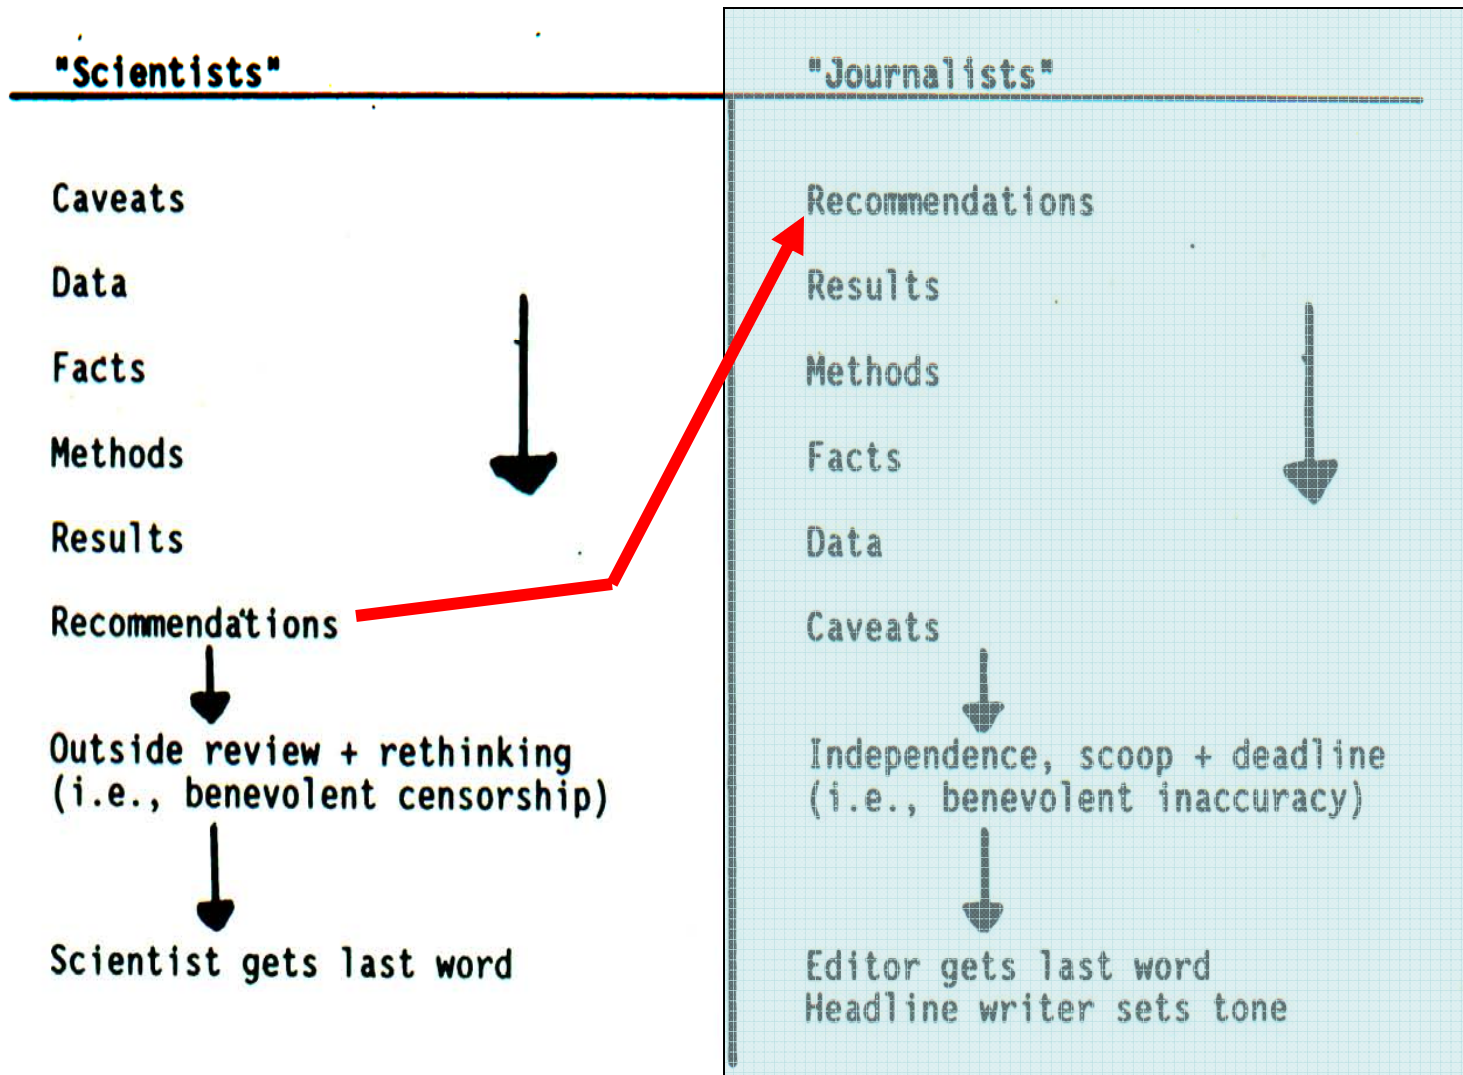 "Scientists"
Caveats
Data
Facts
Methods
Results
Recommendations
Outside review + rethinking
(i.e., benevolent censorship)
Scientist gets last word
"Journalists"
Recommendations
Results
Methods
Facts
Data
Caveats
Independence, scoop + deadline
(i.e., benevolent inaccuracy)
Editor gets last word
Headline writer sets tone